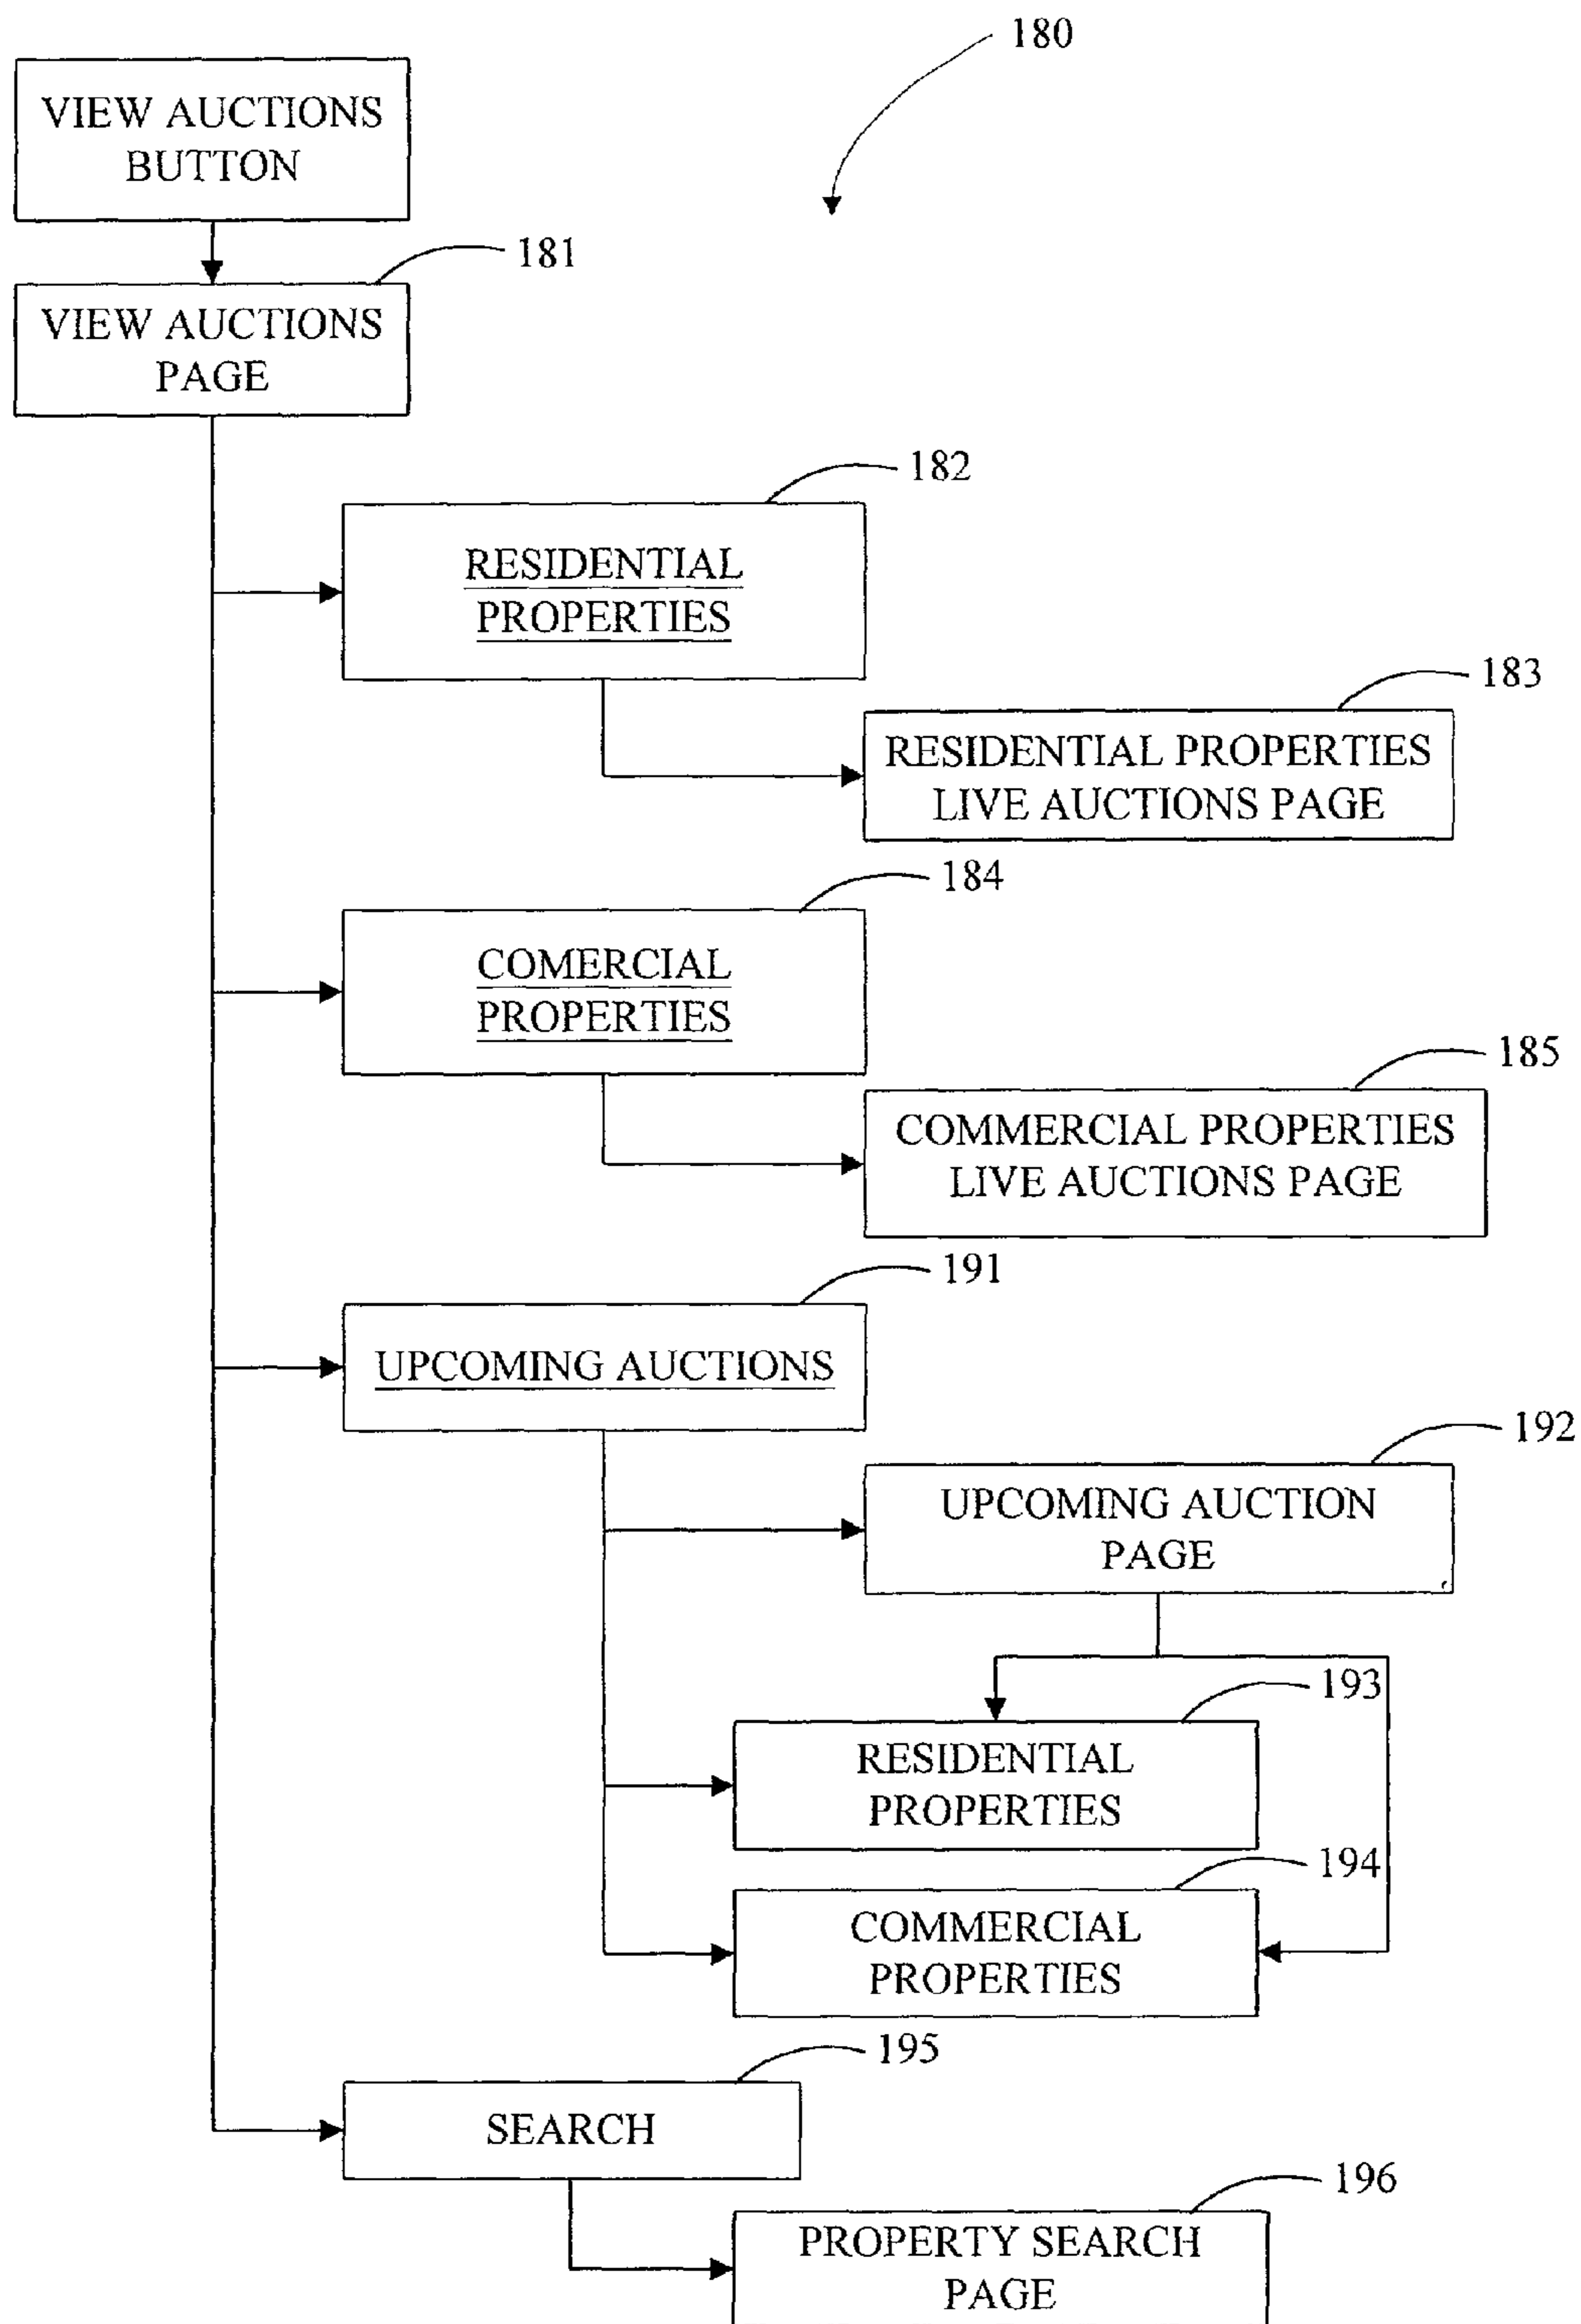 180
VIEW AUCTIONS
BUTTON
181
VIEW AUCTIONS
PAGE
182
RESIDENTIAL
PROPERTIES
183
RESIDENTIAL PROPERTIES
LIVE AUCTIONS PAGE
184
COMERCIAL
PROPERTIES
185
COMMERCIAL PROPERTIES
LIVE AUCTIONS PAGE
191
UPCOMING AUCTIONS
192
UPCOMING AUCTION
PAGE
193
RESIDENTIAL
PROPERTIES
194
COMMERCIAL
PROPERTIES
195
SEARCH
196
PROPERTY SEARCH
PAGE